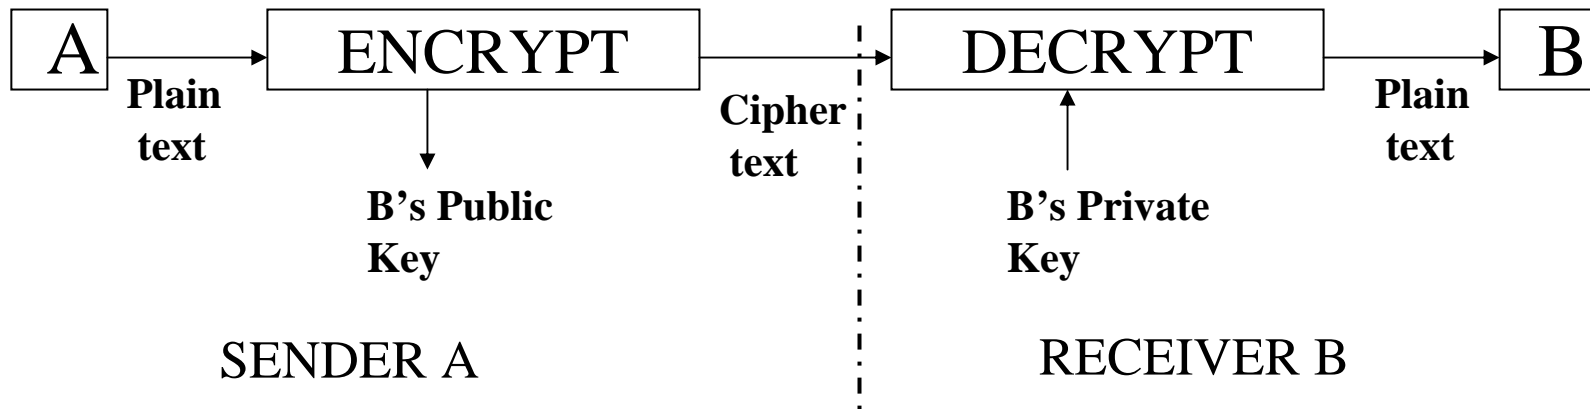 A
ENCRYPT
DECRYPT
B
Plain
text
Cipher
text
Plain
text
B’s Public
Key
B’s Private
Key
SENDER A
RECEIVER B